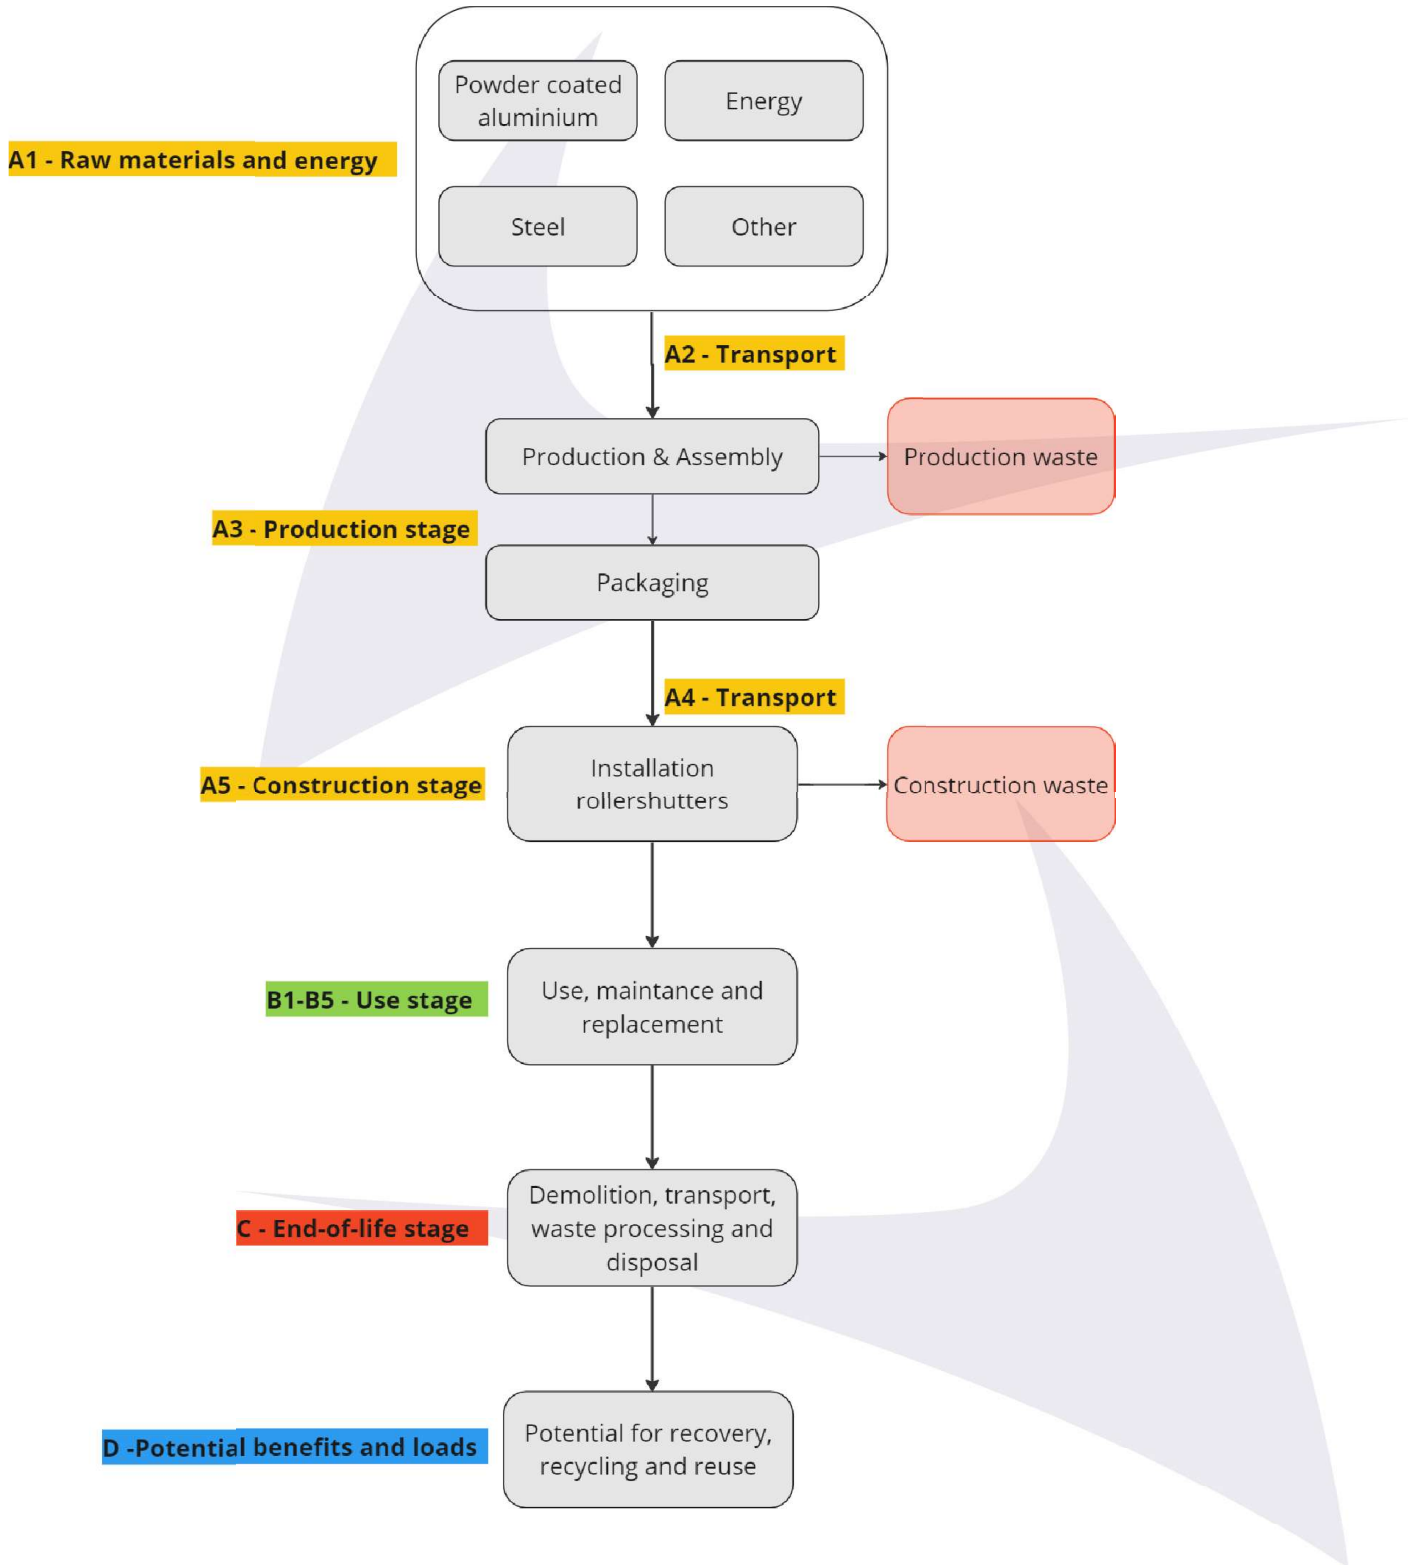 Powder coated
aluminium
Energy
A1 - Raw materials and energy
Steel
Other
A2 - Transport
Production & Assembly
Production waste
A3 - Production stage
Packaging
A4 - Transport
Installation
rollershutters
A5 - Construction stage
Construction waste
Use, maintance and
replacement
B1-B5 - Use stage
Demolition, transport,
waste processing and
disposal
C - End-of-life stage
Potential for recovery,
recycling and reuse
D -Potential benefits and loads